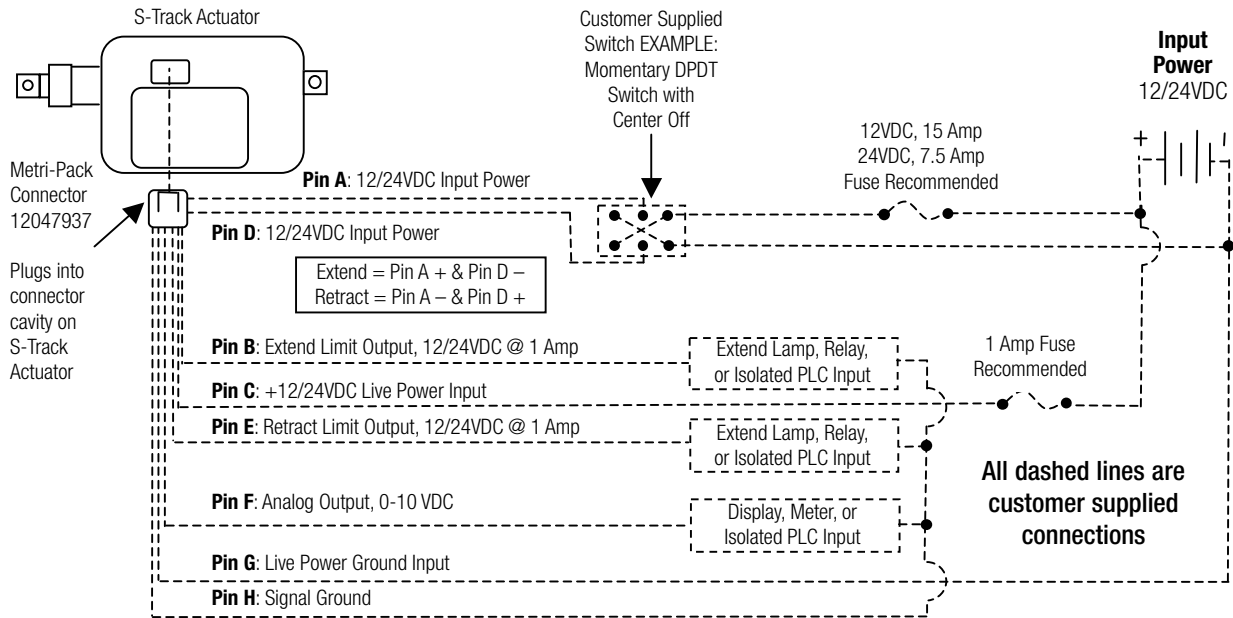 S-Track Actuator
Customer Supplied
Switch EXAMPLE:
Momentary DPDT
Switch with
Center Off
Input
Power
12/24VDC
+
-
12VDC, 15 Amp
24VDC, 7.5 Amp
Fuse Recommended
Metri-Pack
Connector
12047937
Plugs into
connector
cavity on
S-Track
Actuator
Pin A: 12/24VDC Input Power
Pin D: 12/24VDC Input Power
Extend = Pin A + & Pin D –
Retract = Pin A – & Pin D +
Pin B: Extend Limit Output, 12/24VDC @ 1 Amp
Extend Lamp, Relay,
or Isolated PLC Input
1 Amp Fuse
Recommended
Pin C: +12/24VDC Live Power Input
Pin E: Retract Limit Output, 12/24VDC @ 1 Amp
Extend Lamp, Relay,
or Isolated PLC Input
All dashed lines are
customer supplied
connections
Pin F: Analog Output, 0-10 VDC
Display, Meter, or
Isolated PLC Input
Pin G: Live Power Ground Input
Pin H: Signal Ground